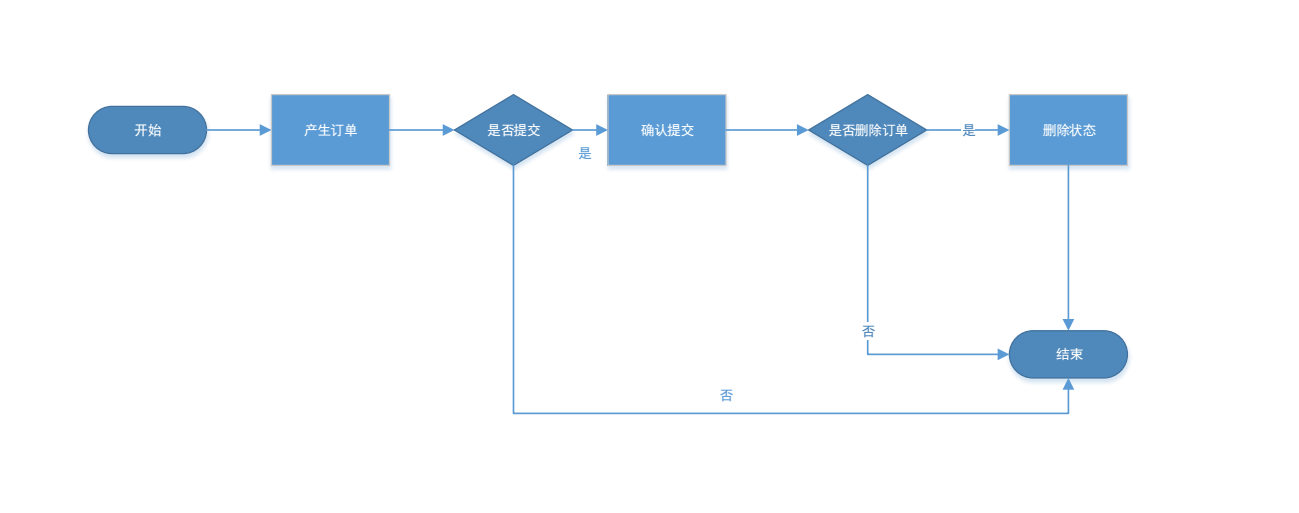 开始
产生订单
是否提交
是
确认提交
是否删除订单
是
删除状态
否
结束
否